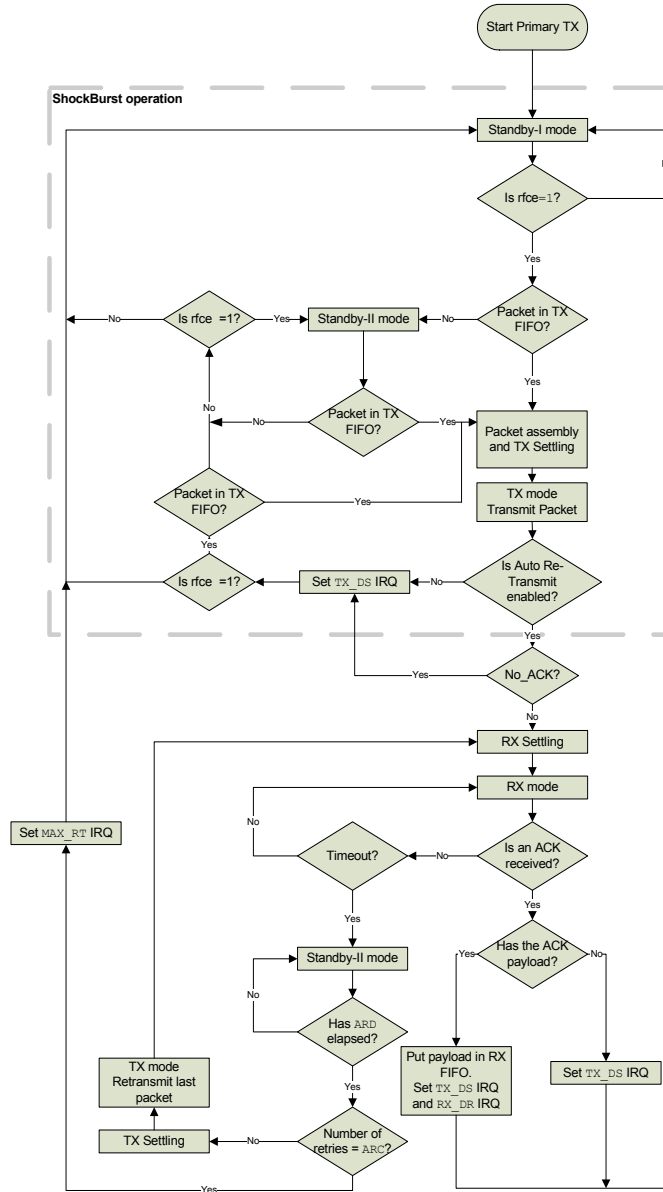 Start Primary TX
ShockBurst operation
Standby-I mode
Is rfce=1?
Yes
Is rfce =1?
No
Yes
Standby-II mode
No
Packet in TX
FIFO?
Yes
No
Packet in TX
FIFO?
No
Yes
Packet assembly
and TX Settling
Packet in TX
FIFO?
Yes
TX mode
Transmit Packet
Yes
Is rfce =1?
Set TX_DS IRQ
No
Is Auto Re-
Transmit
enabled?
Yes
No_ACK?
Yes
No
RX Settling
RX mode
No
Set MAX_RT IRQ
Timeout?
No
Is an ACK
received?
Yes
Yes
Standby-II mode
Yes
Has the ACK
payload?
No
No
Has ARD
elapsed?
Yes
TX mode
Retransmit last
packet
Put payload in RX
FIFO.
Set TX_DS IRQ
and RX_DR IRQ
Set TX_DS IRQ
TX Settling
No
Number of
retries = ARC?
Yes